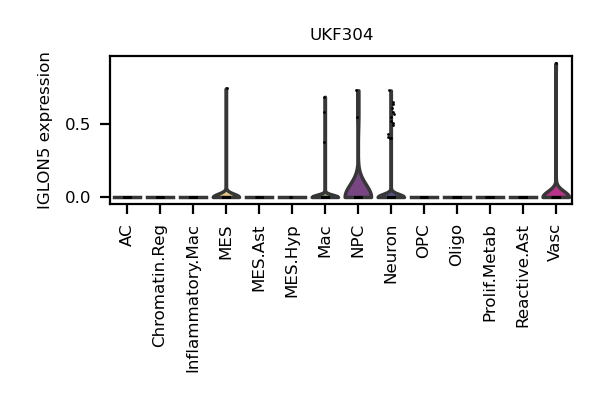 UKF304
IGLON5 expression
0.5
0.0
AC
Chromatin.Reg
Inflammatory.Mac
MES
MES.Ast
MES.Hyp
Mac
NPC
Neuron
OPC
Oligo
Prolif.Metab
Reactive.Ast
Vasc